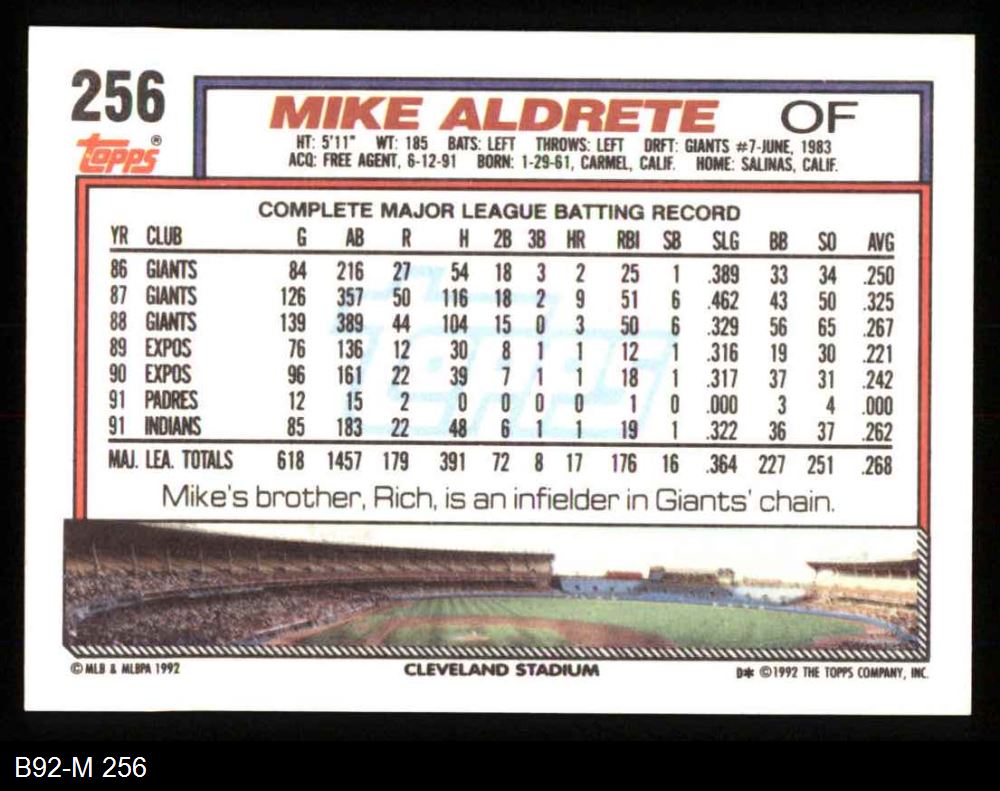 256
topps®
MIKE ALDRETE OF
HT: 5'11" WT: 185 BATS: LEFT THROWS: LEFT DRFT: GIANTS #7-JUNE, 1983
ACQ: FREE AGENT, 6-12-91 BORN: 1-29-61, CARMEL, CALIF. HOME: SALINAS, CALIF.
COMPLETE MAJOR LEAGUE BATTING RECORD
YR CLUB G AB R H 2B 3B HR RBI SB SLG BB SO AVG
86 GIANTS 84 216 27 54 18 3 2 25 1 .389 33 34 .250
87 GIANTS 126 357 50 116 18 2 9 51 6 .462 43 50 .325
88 GIANTS 139 389 44 104 15 0 3 50 6 .329 56 65 .267
89 EXPOS 76 136 12 30 8 1 1 12 1 .316 19 30 .221
90 EXPOS 96 161 22 39 7 1 1 18 1 .317 37 31 .242
91 PADRES 12 15 2 0 0 0 0 1 0 .000 3 4 .000
91 INDIANS 85 183 22 48 6 1 1 19 1 .322 36 37 .262
MAJ. LEA. TOTALS 618 1457 179 391 72 8 17 176 16 .364 227 251 .268
Topps
Mike's brother, Rich, is an infielder in Giants' chain.
© MLB & MLBPA 1992 CLEVELAND STADIUM D* ©1992 THE TOPPS COMPANY, INC.
B92-M 256